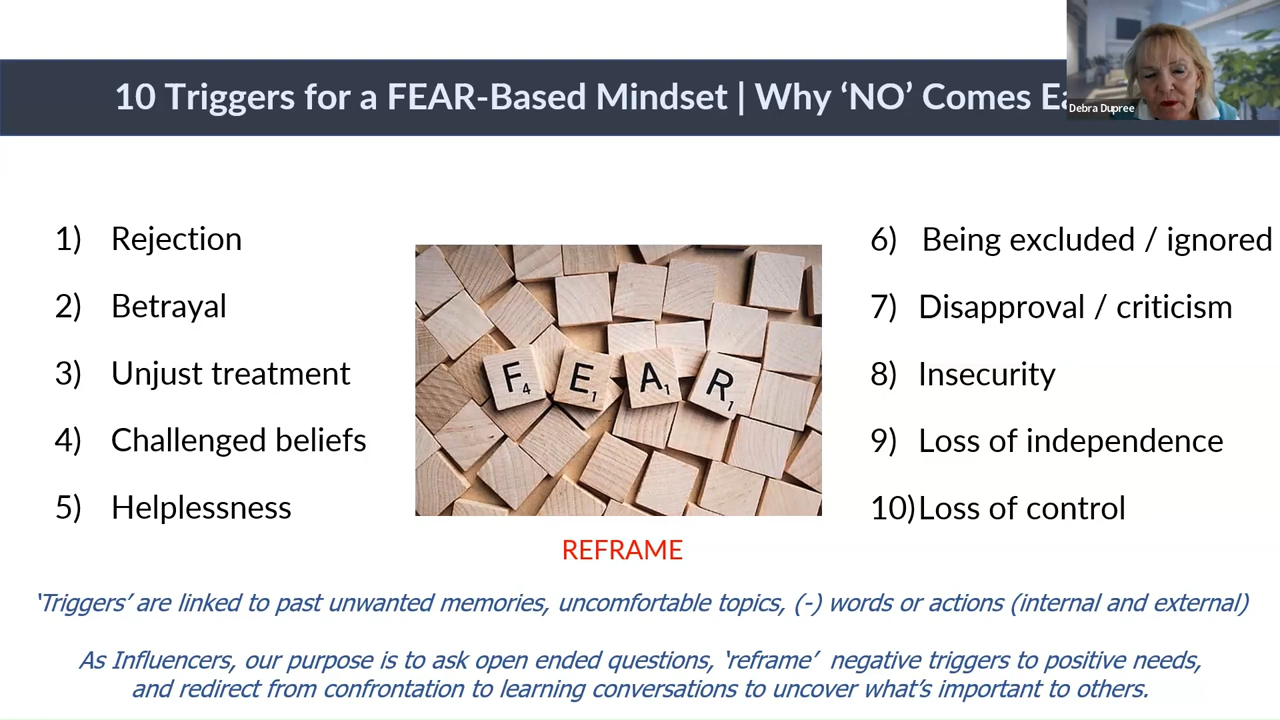 10 Triggers for a FEAR-Based Mindset | Why ‘NO’ Comes
Debra Dupree
1) Rejection
2) Betrayal
3) Unjust treatment
4) Challenged beliefs
5) Helplessness
F4 E1 A1 R1
6) Being excluded / ignored
7) Disapproval / criticism
8) Insecurity
9) Loss of independence
10) Loss of control
REFRAME
‘Triggers’ are linked to past unwanted memories, uncomfortable topics, (-) words or actions (internal and external)
As Influencers, our purpose is to ask open ended questions, ‘reframe’ negative triggers to positive needs,
and redirect from confrontation to learning conversations to uncover what’s important to others.